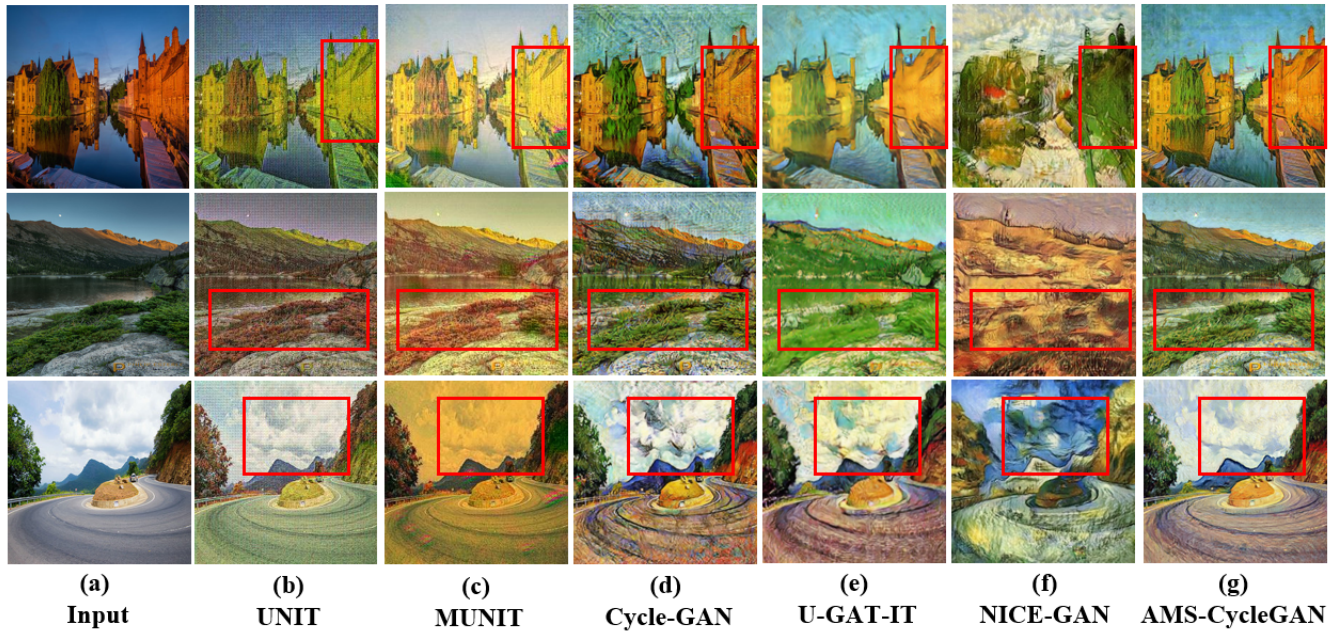 (a) (b) (c) (d) (e) (f) (g)
Input UNIT MUNIT Cycle-GAN U-GAT-IT NICE-GAN AMS-CycleGAN